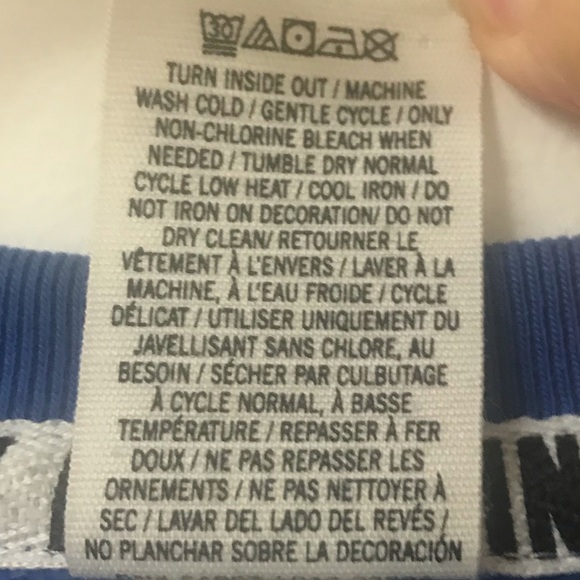 30
TURN INSIDE OUT / MACHINE
WASH COLD / GENTLE CYCLE / ONLY
NON-CHLORINE BLEACH WHEN
NEEDED / TUMBLE DRY NORMAL
CYCLE LOW HEAT / COOL IRON / DO
NOT IRON ON DECORATION/ DO NOT
DRY CLEAN/ RETOURNER LE
VÊTEMENT À L'ENVERS / LAVER À LA
MACHINE, À L'EAU FROIDE / CYCLE
DÉLICAT / UTILISER UNIQUEMENT DU
JAVELLISANT SANS CHLORE, AU
BESOIN / SÉCHER PAR CULBUTAGE
À CYCLE NORMAL, À BASSE
TEMPÉRATURE / REPASSER À FER
DOUX / NE PAS REPASSER LES
ORNEMENTS / NE PAS NETTOYER À
SEC / LAVAR DEL LADO DEL REVÉS /
NO PLANCHAR SOBRE LA DECORACIÓN
IN